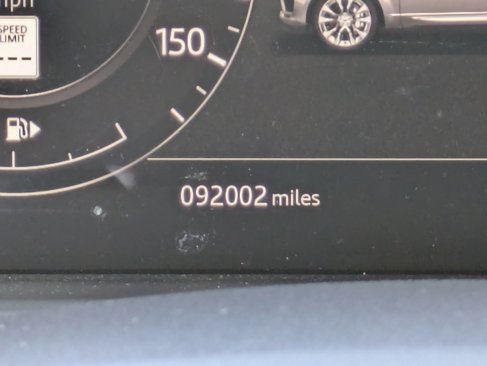 mph
SPEED
LIMIT
---
150
092002 miles